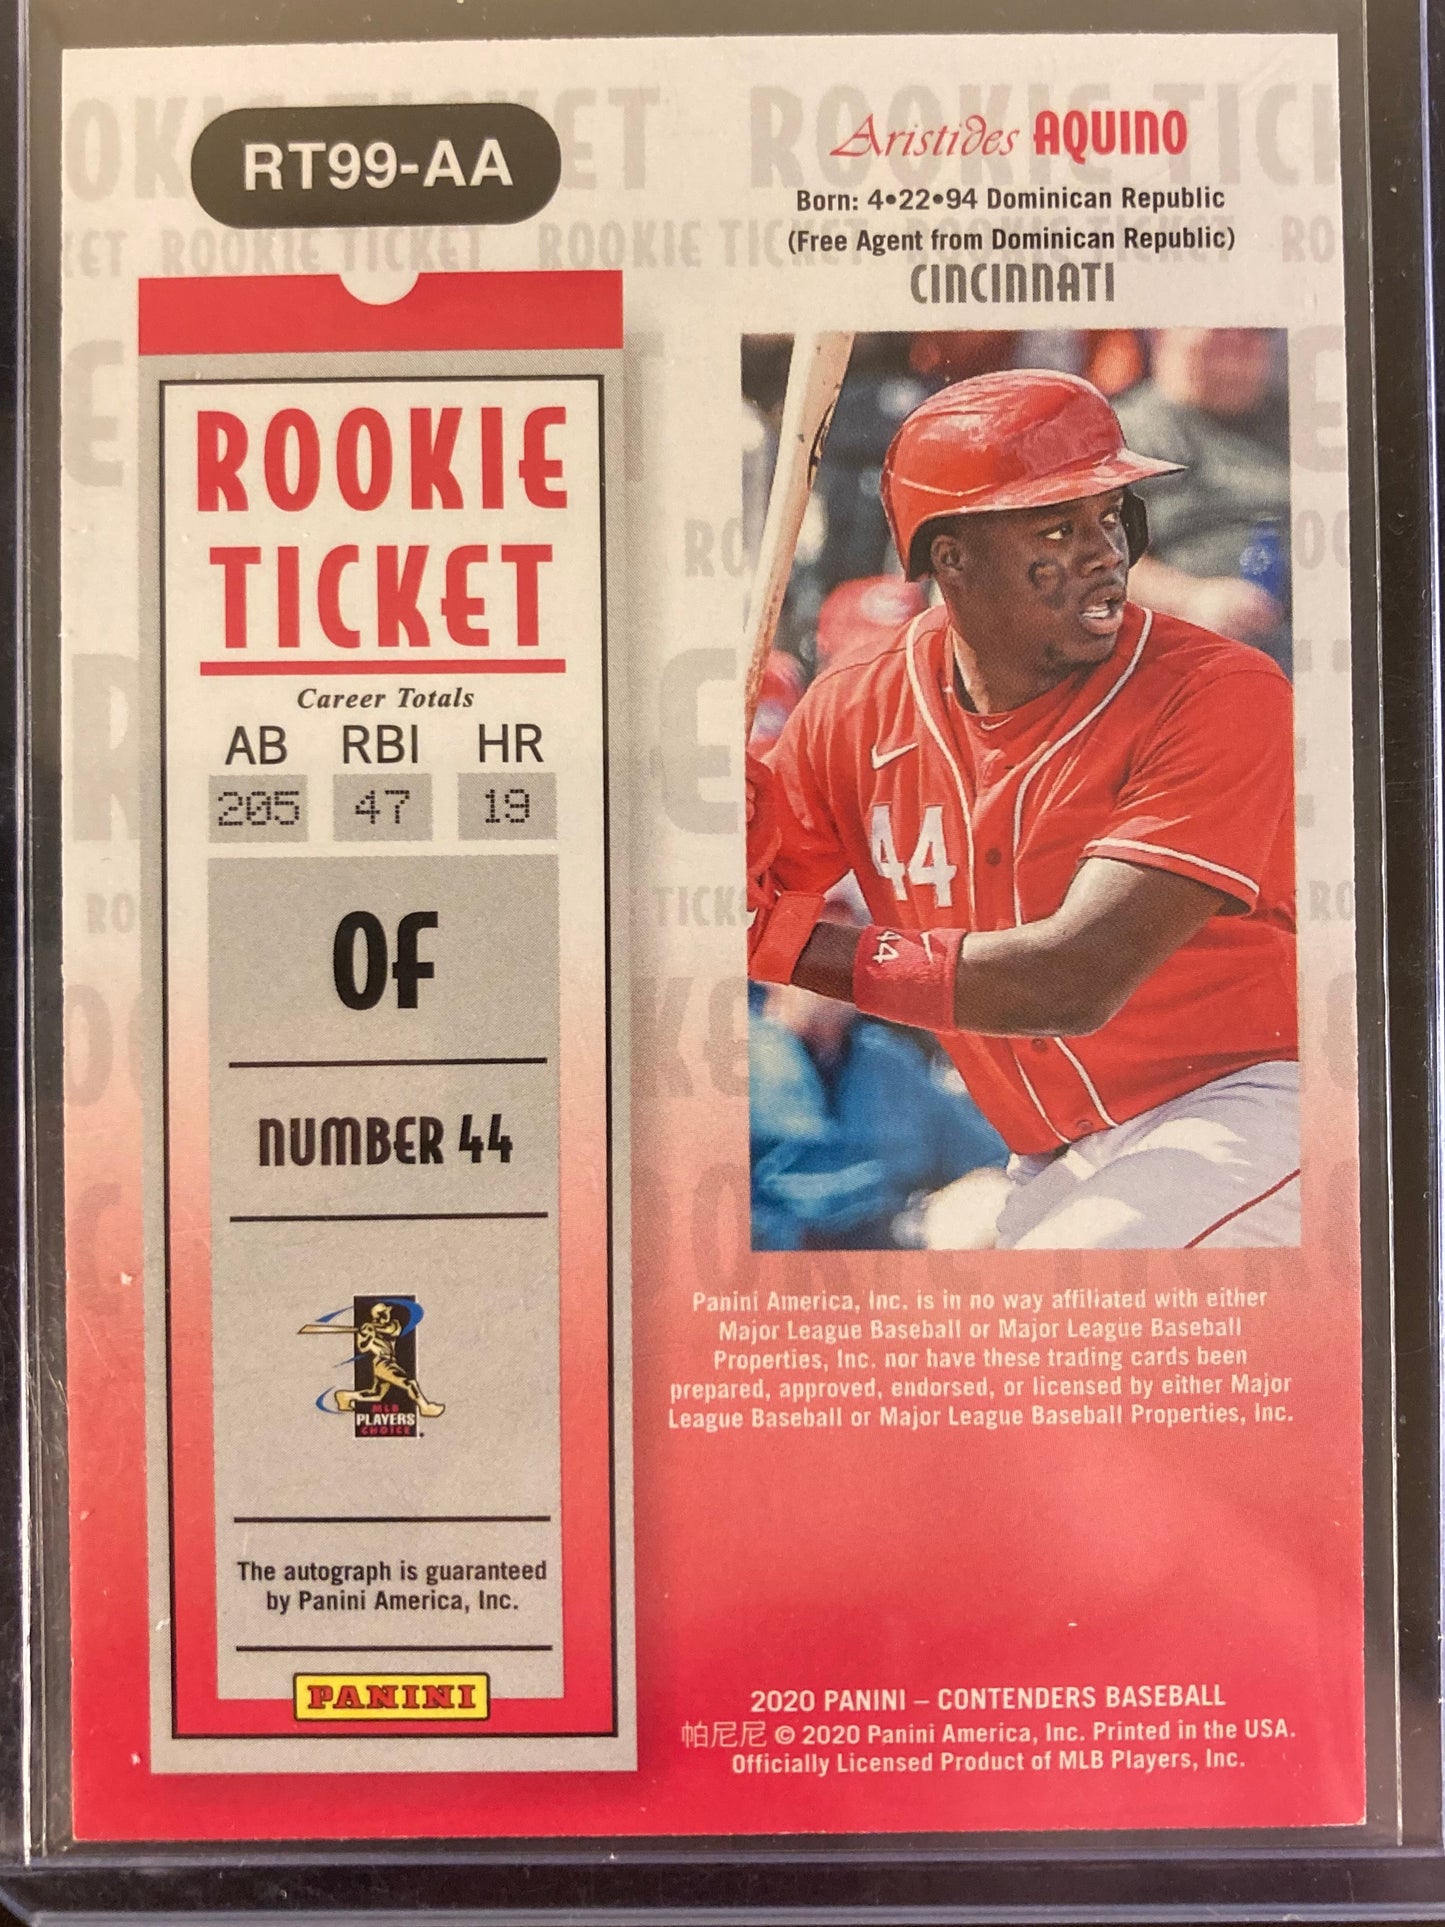 RT99-AA
Aristides AQUINO
Born: 4•22•94 Dominican Republic
(Free Agent from Dominican Republic)
CINCINNATI
ROOKIE
TICKET
Career Totals
AB RBI HR
205 47 19
OF
NUMBER 44
MLB
PLAYERS
CHOICE
The autograph is guaranteed
by Panini America, Inc.
PANINI
44
44
Panini America, Inc. is in no way affiliated with either
Major League Baseball or Major League Baseball
Properties, Inc. nor have these trading cards been
prepared, approved, endorsed, or licensed by either Major
League Baseball or Major League Baseball Properties, Inc.
2020 PANINI – CONTENDERS BASEBALL
帕尼尼 © 2020 Panini America, Inc. Printed in the USA.
Officially Licensed Product of MLB Players, Inc.